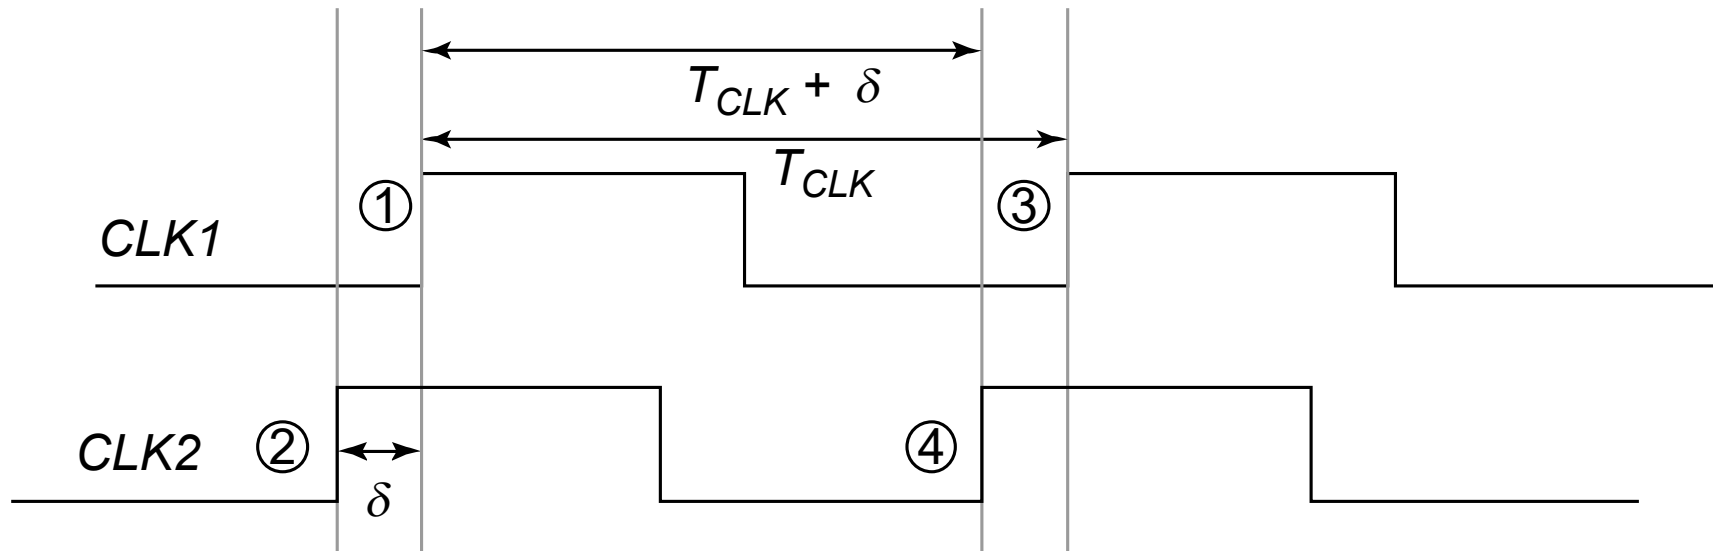 T_CLK + δ
T_CLK
① ③
CLK1
CLK2 ② ④
δ